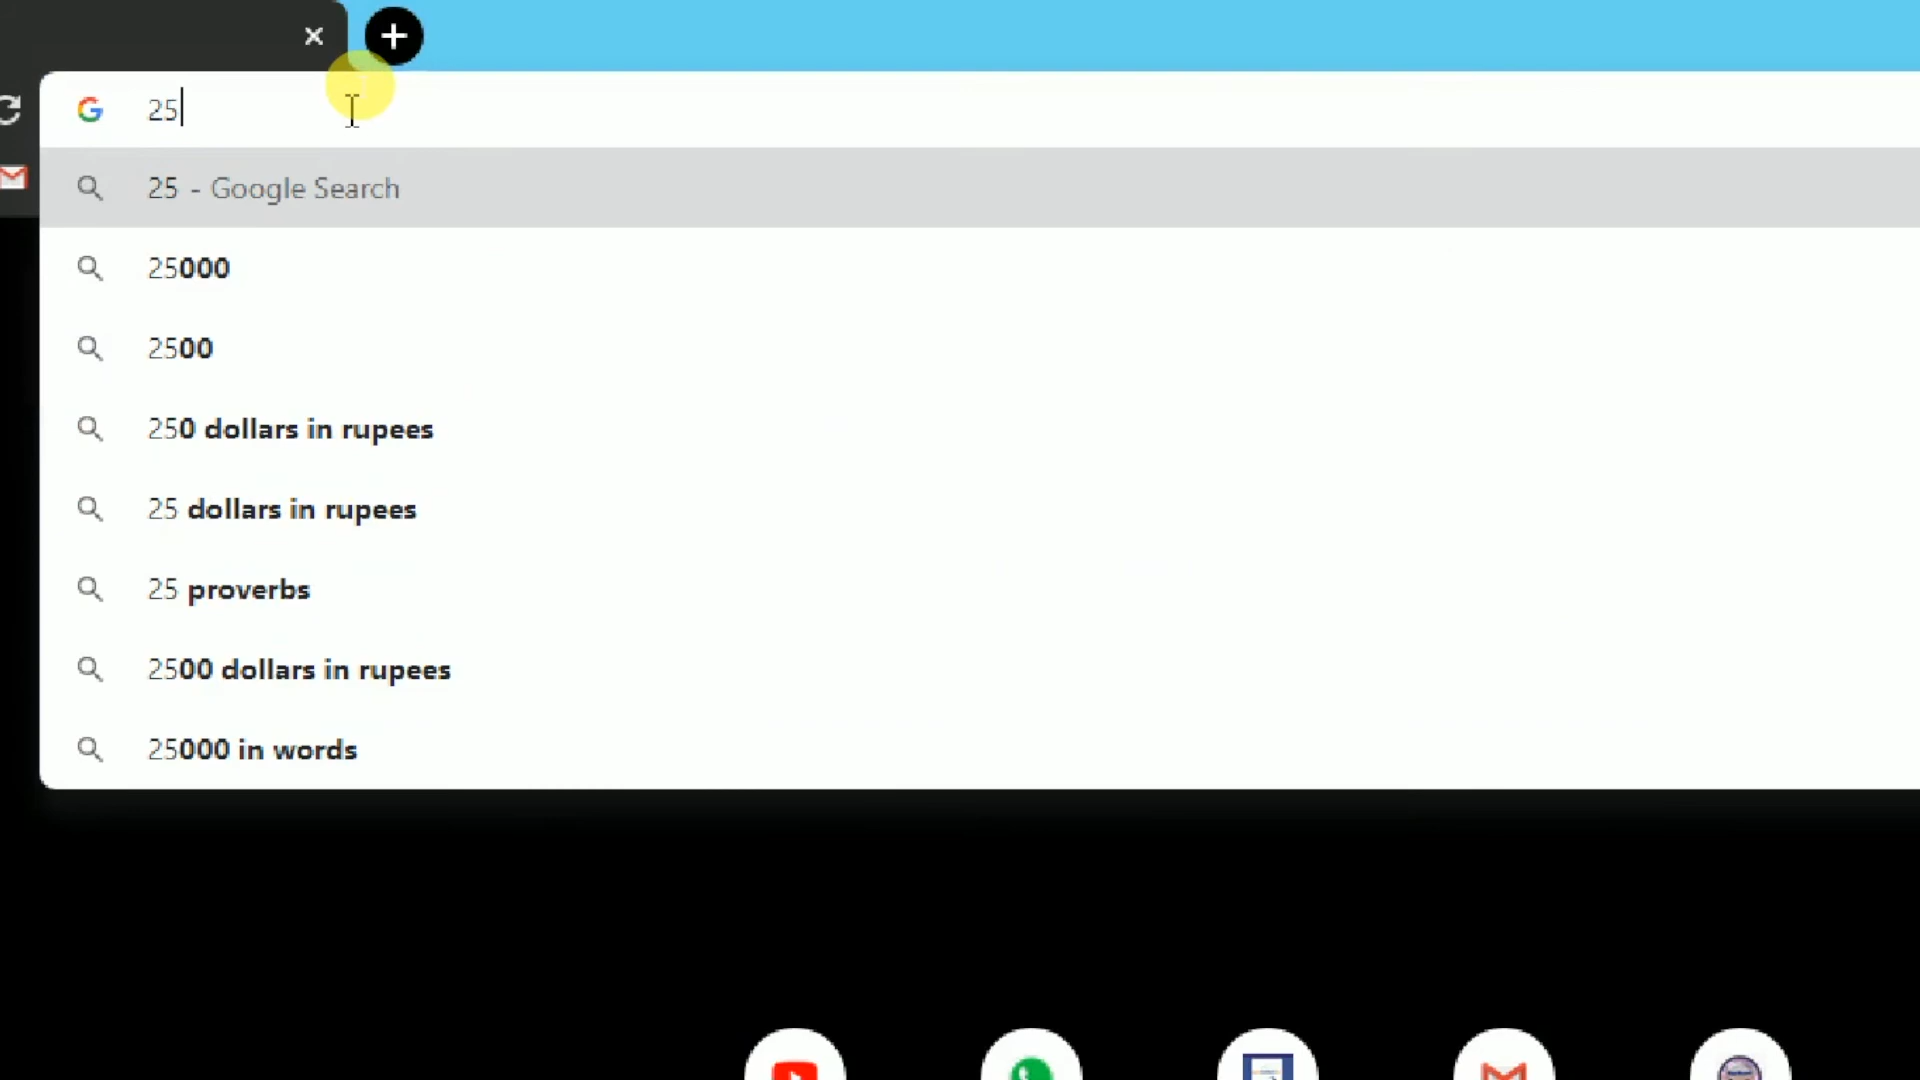 25
25 - Google Search
25000
2500
250 dollars in rupees
25 dollars in rupees
25 proverbs
2500 dollars in rupees
25000 in words